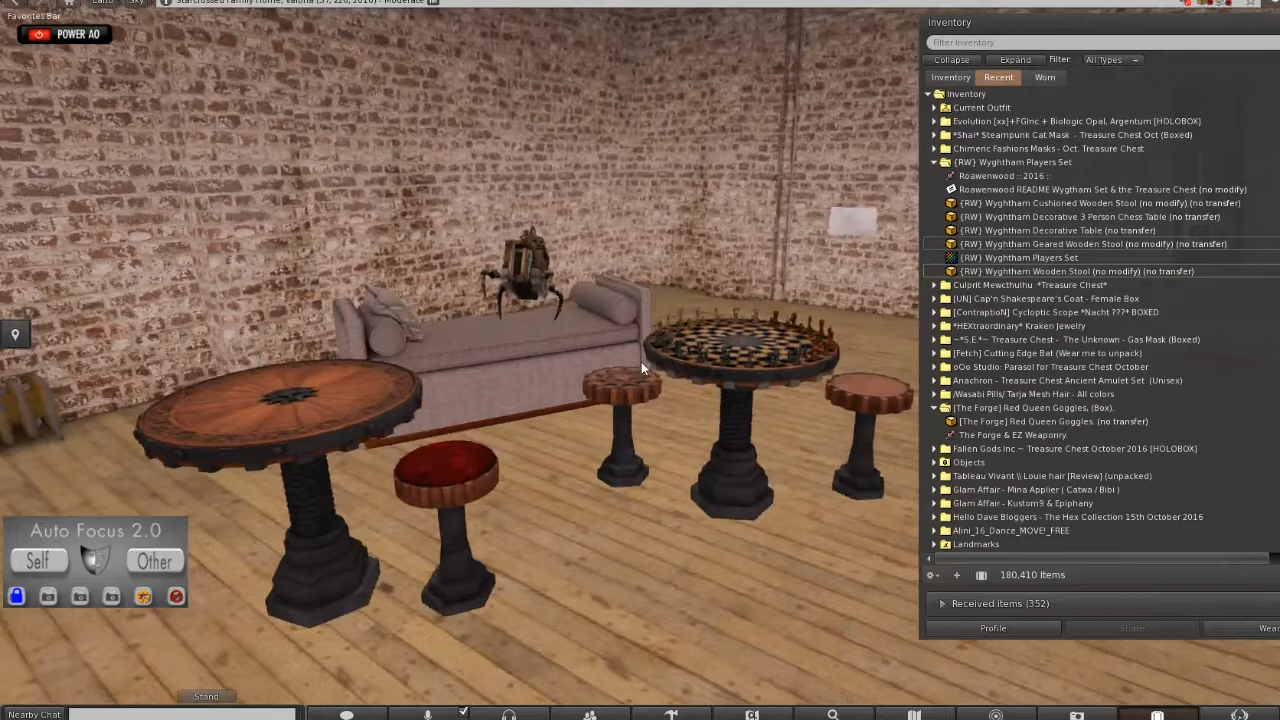 Land
Sky
Starcrossed Family Home, Valona (57, 220, 2010) - Moderate
Favorites Bar
POWER AO
Inventory
Filter Inventory
Collapse Expand Filter: All Types
Inventory Recent Worn
Inventory
Current Outfit
Evolution [xx]+FGInc.+ Biologic Opal, Argentum [HOLOBOX]
*Shai* Steampunk Cat Mask - Treasure Chest Oct (Boxed)
Chimeric Fashions Masks - Oct. Treasure Chest
{RW} Wyghtham Players Set
Roawenwood :: 2016 ::
Roawenwood README Wygtham Set & the Treasure Chest (no modify)
{RW} Wyghtham Cushioned Wooden Stool (no modify) (no transfer)
{RW} Wyghtham Decorative 3 Person Chess Table (no transfer)
{RW} Wyghtham Decorative Table (no transfer)
{RW} Wyghtham Geared Wooden Stool (no modify) (no transfer)
{RW} Wyghtham Players Set
{RW} Wyghtham Wooden Stool (no modify) (no transfer)
Culprit Mewcthulhu *Treasure Chest*
[UN] Cap'n Shakespeare's Coat - Female Box
[ContraptioN] Cycloptic Scope *Nacht ???* BOXED
*HEXtraordinary* Kraken Jewelry
~*S.E.*~ Treasure Chest - The Unknown - Gas Mask (Boxed)
[Fetch] Cutting Edge Bat (Wear me to unpack)
oOo Studio: Parasol for Treasure Chest October
Anachron - Treasure Chest Ancient Amulet Set (Unisex)
/Wasabi Pills/ Tarja Mesh Hair - All colors
[The Forge] Red Queen Goggles, (Box).
[The Forge] Red Queen Goggles. (no transfer)
The Forge & EZ Weaponry.
Fallen Gods Inc.~ Treasure Chest October 2016 [HOLOBOX]
Objects
Tableau Vivant \\ Louie hair [Review] (unpacked)
Glam Affair - Mina Applier ( Catwa / Bibi )
Glam Affair - Kustom9 & Epiphany
Hello Dave Bloggers - The Hex Collection 15th October 2016
Alini_16_Dance_MOVE!_FREE
Landmarks
180,410 Items
Received items (352)
Profile Share Wear
Auto Focus 2.0
Self Other
Stand
Nearby Chat